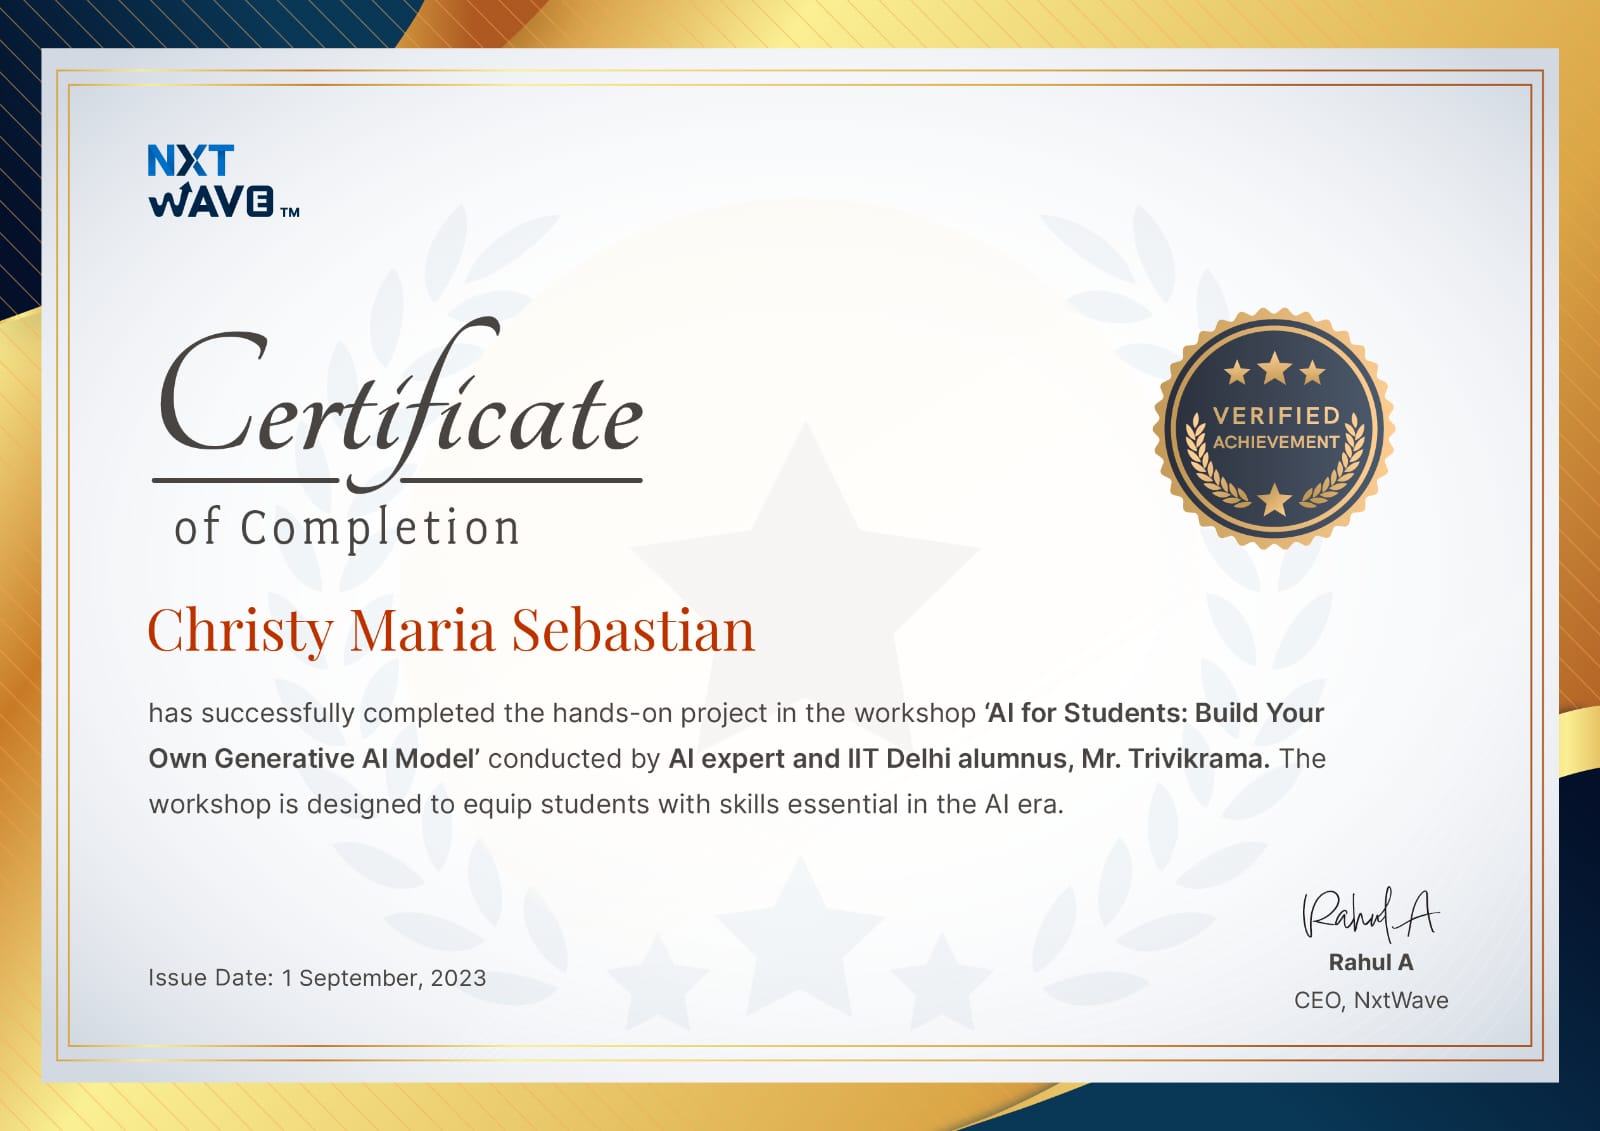 NXT
WAVE TM
Certificate
of Completion
VERIFIED
ACHIEVEMENT
Christy Maria Sebastian
has successfully completed the hands-on project in the workshop ‘AI for Students: Build Your
Own Generative AI Model’ conducted by AI expert and IIT Delhi alumnus, Mr. Trivikrama. The
workshop is designed to equip students with skills essential in the AI era.
Issue Date: 1 September, 2023
Rahul A
Rahul A
CEO, NxtWave